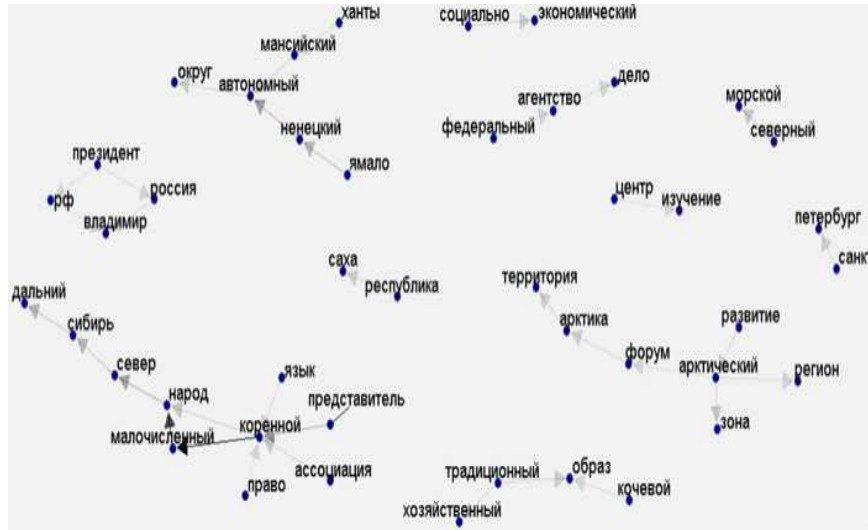 ханты
мансийский
социально
экономический
округ
автономный
дело
агентство
морской
ненецкий
федеральный
северный
президент
ямало
россия
рф
владимир
центр
изучение
петербург
саха
республика
санкт
дальний
сибирь
территория
арктика
развитие
север
форум
арктический
регион
язык
народ
представитель
малочисленный
коренной
зона
право
ассоциация
традиционный
образ
хозяйственный
кочевой